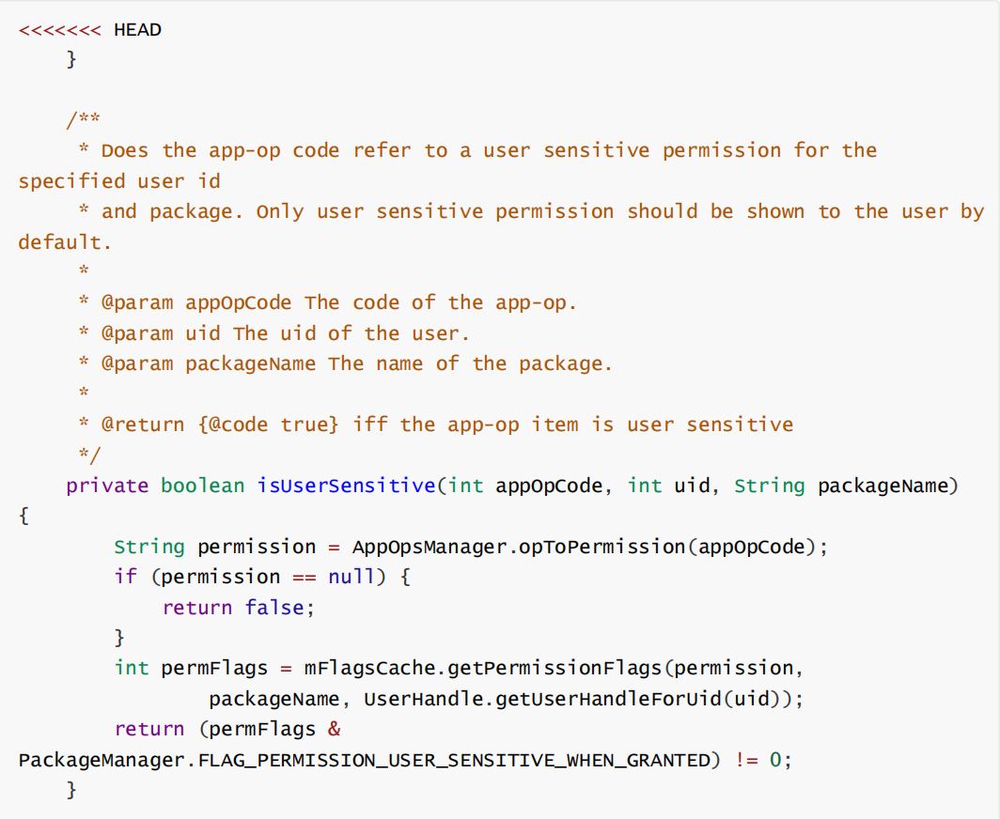 <<<<<<< HEAD
    }

    /**
     * Does the app-op code refer to a user sensitive permission for the
specified user id
     * and package. Only user sensitive permission should be shown to the user by
default.
     *
     * @param appOpCode The code of the app-op.
     * @param uid The uid of the user.
     * @param packageName The name of the package.
     *
     * @return {@code true} iff the app-op item is user sensitive
     */
    private boolean isUserSensitive(int appOpCode, int uid, String packageName)
{
        String permission = AppOpsManager.opToPermission(appOpCode);
        if (permission == null) {
            return false;
        }
        int permFlags = mFlagsCache.getPermissionFlags(permission,
                packageName, UserHandle.getUserHandleForUid(uid));
        return (permFlags &
PackageManager.FLAG_PERMISSION_USER_SENSITIVE_WHEN_GRANTED) != 0;
    }